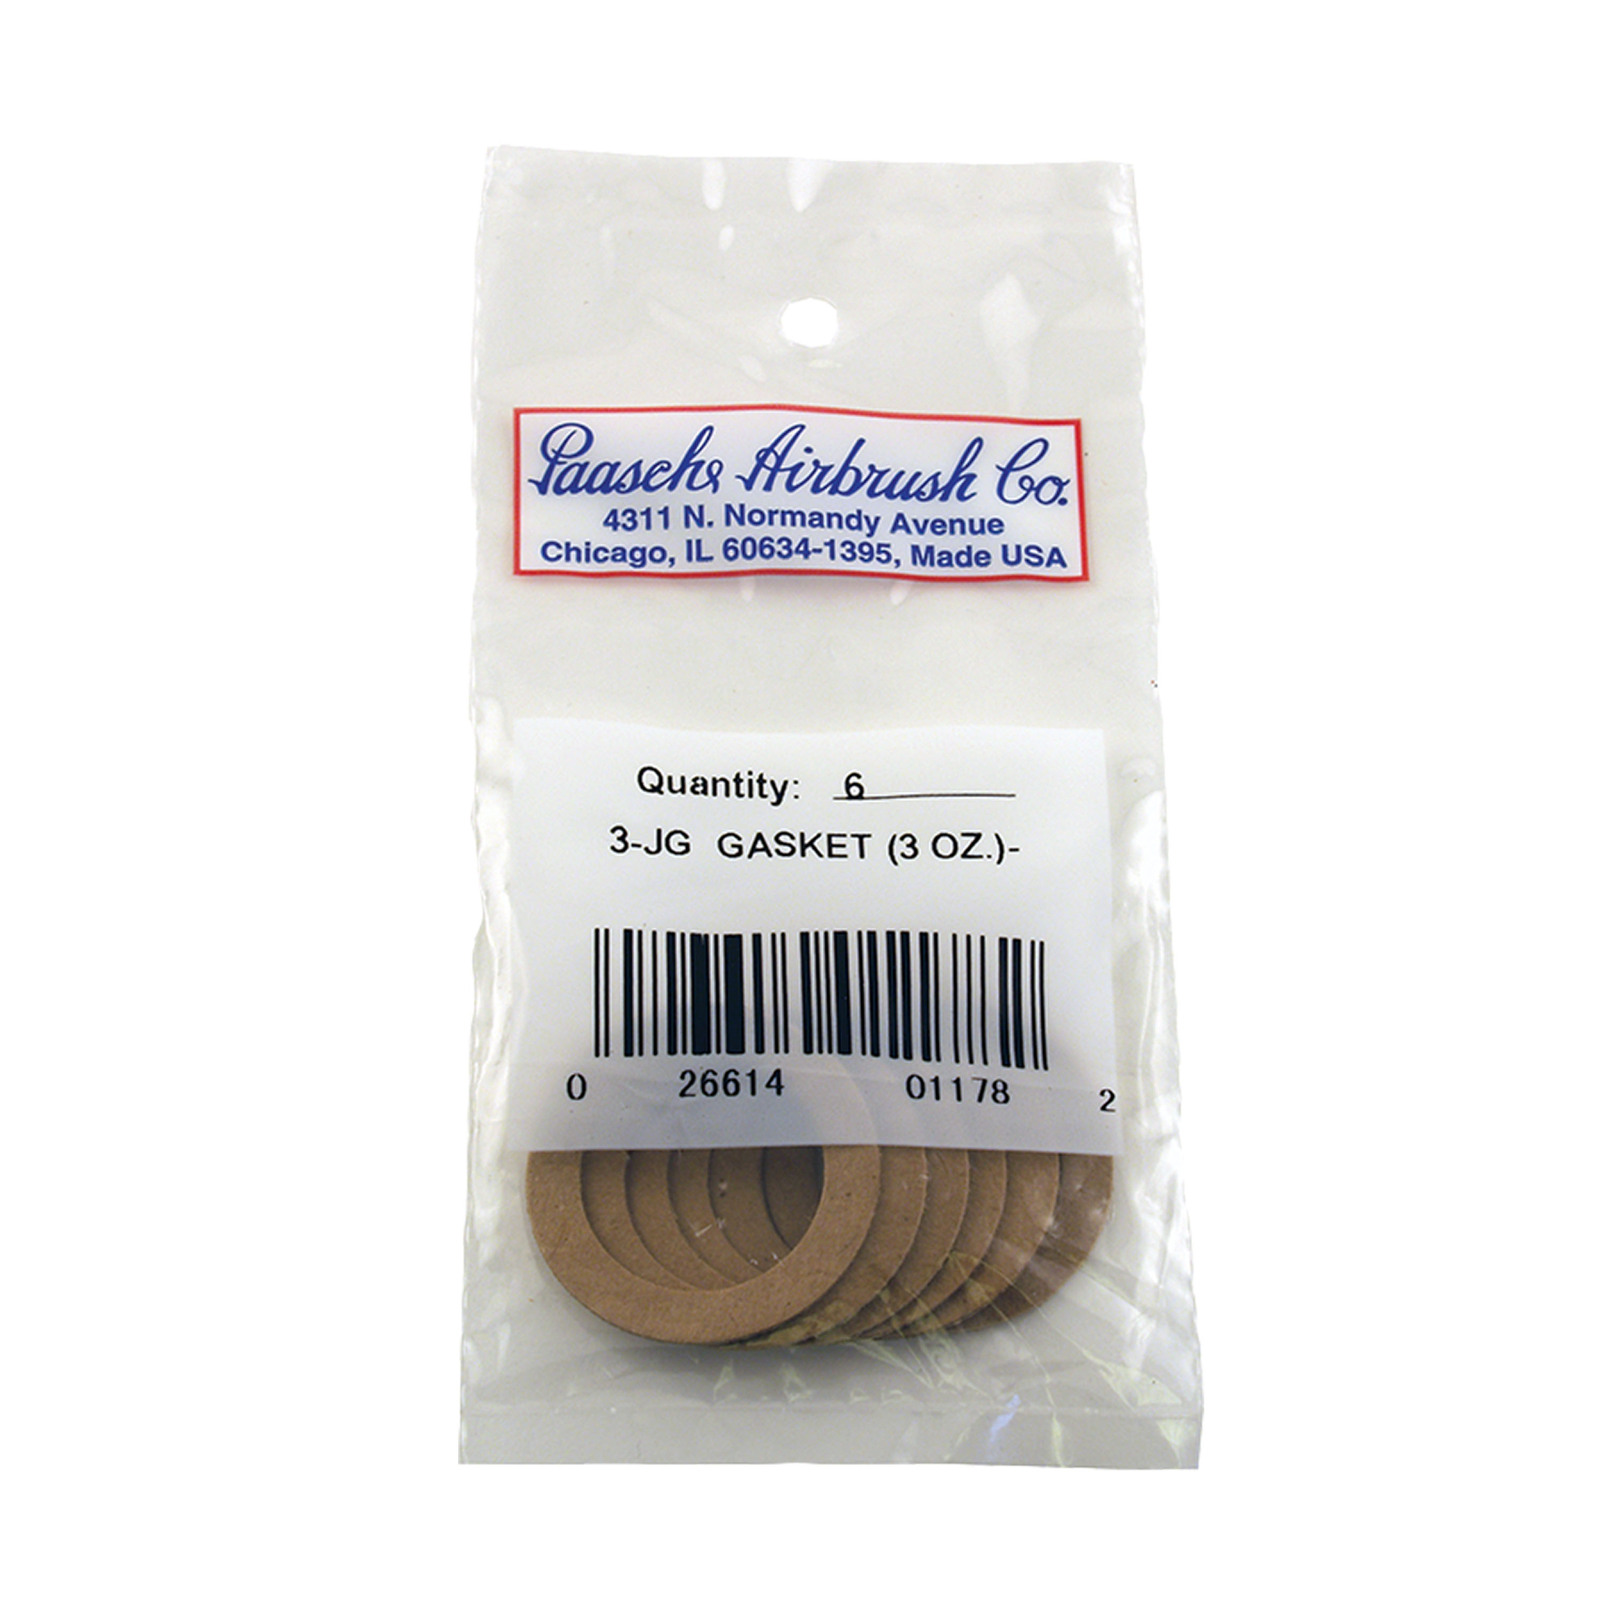 Paasche Airbrush Co.
4311 N. Normandy Avenue
Chicago, IL 60634-1395, Made USA
Quantity: 6
3-JG GASKET (3 OZ.)-
0 26614 01178 2